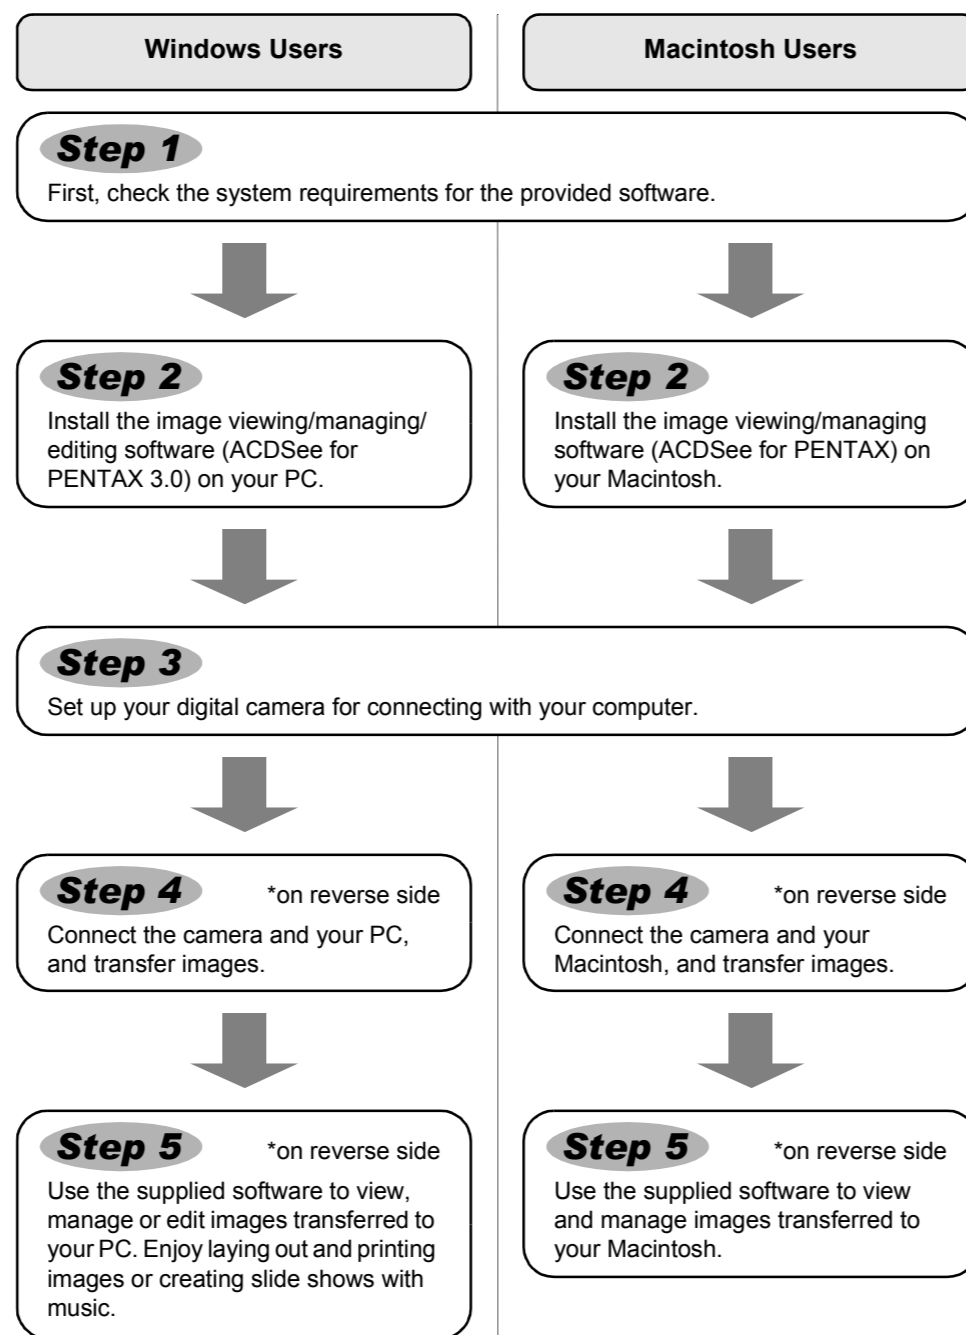 Windows Users
Macintosh Users
Step 1
First, check the system requirements for the provided software.
Step 2
Install the image viewing/managing/
editing software (ACDSee for
PENTAX 3.0) on your PC.
Step 2
Install the image viewing/managing
software (ACDSee for PENTAX) on
your Macintosh.
Step 3
Set up your digital camera for connecting with your computer.
Step 4
*on reverse side
Connect the camera and your PC,
and transfer images.
Step 4
*on reverse side
Connect the camera and your
Macintosh, and transfer images.
Step 5
*on reverse side
Use the supplied software to view,
manage or edit images transferred to
your PC. Enjoy laying out and printing
images or creating slide shows with
music.
Step 5
*on reverse side
Use the supplied software to view
and manage images transferred to
your Macintosh.